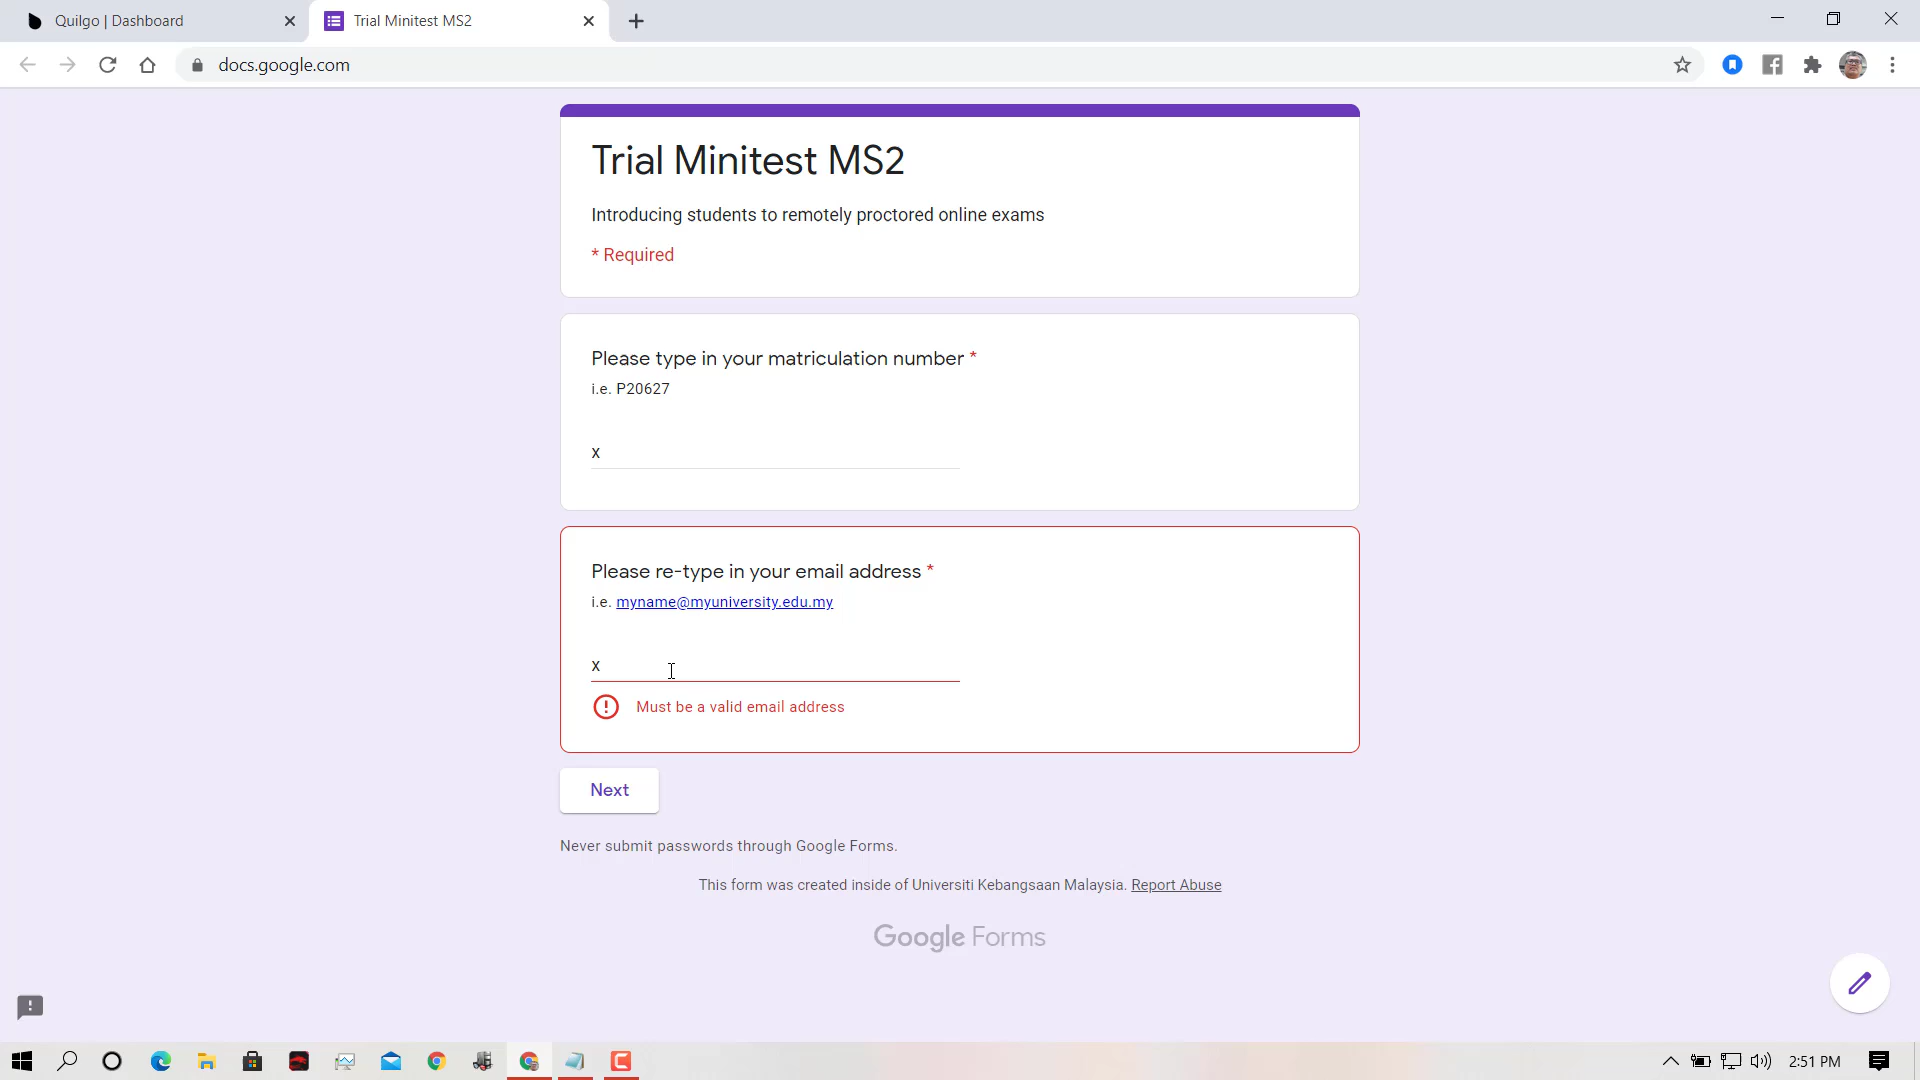 Quilgo | Dashboard
Trial Minitest MS2
docs.google.com
Trial Minitest MS2
Introducing students to remotely proctored online exams
* Required
Please type in your matriculation number *
i.e. P20627
x
Please re-type in your email address *
i.e. myname@myuniversity.edu.my
x
Must be a valid email address
Next
Never submit passwords through Google Forms.
This form was created inside of Universiti Kebangsaan Malaysia. Report Abuse
Google Forms
2:51 PM